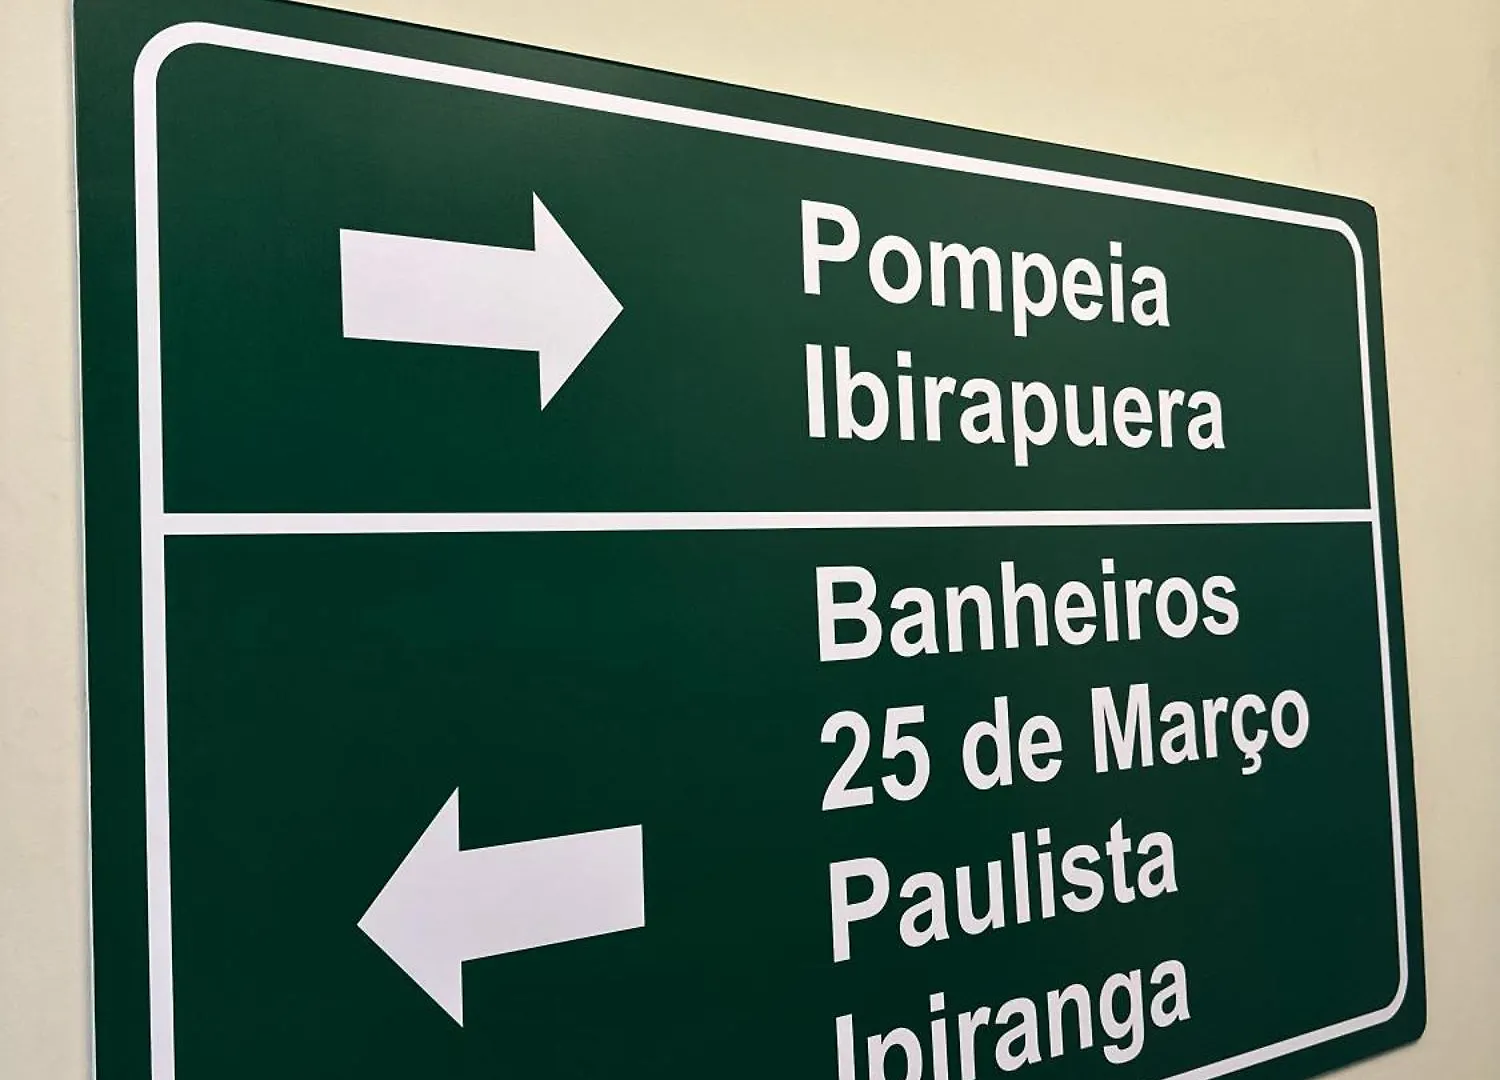 Pompeia
Ibirapuera
Banheiros
25 de Março
Paulista
Ipiranga